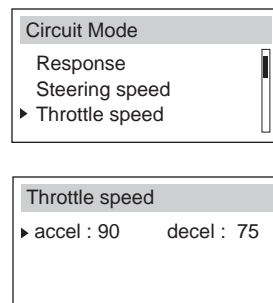 Circuit Mode
Response
Steering speed
Throttle speed
Throttle speed
accel : 90 decel : 75